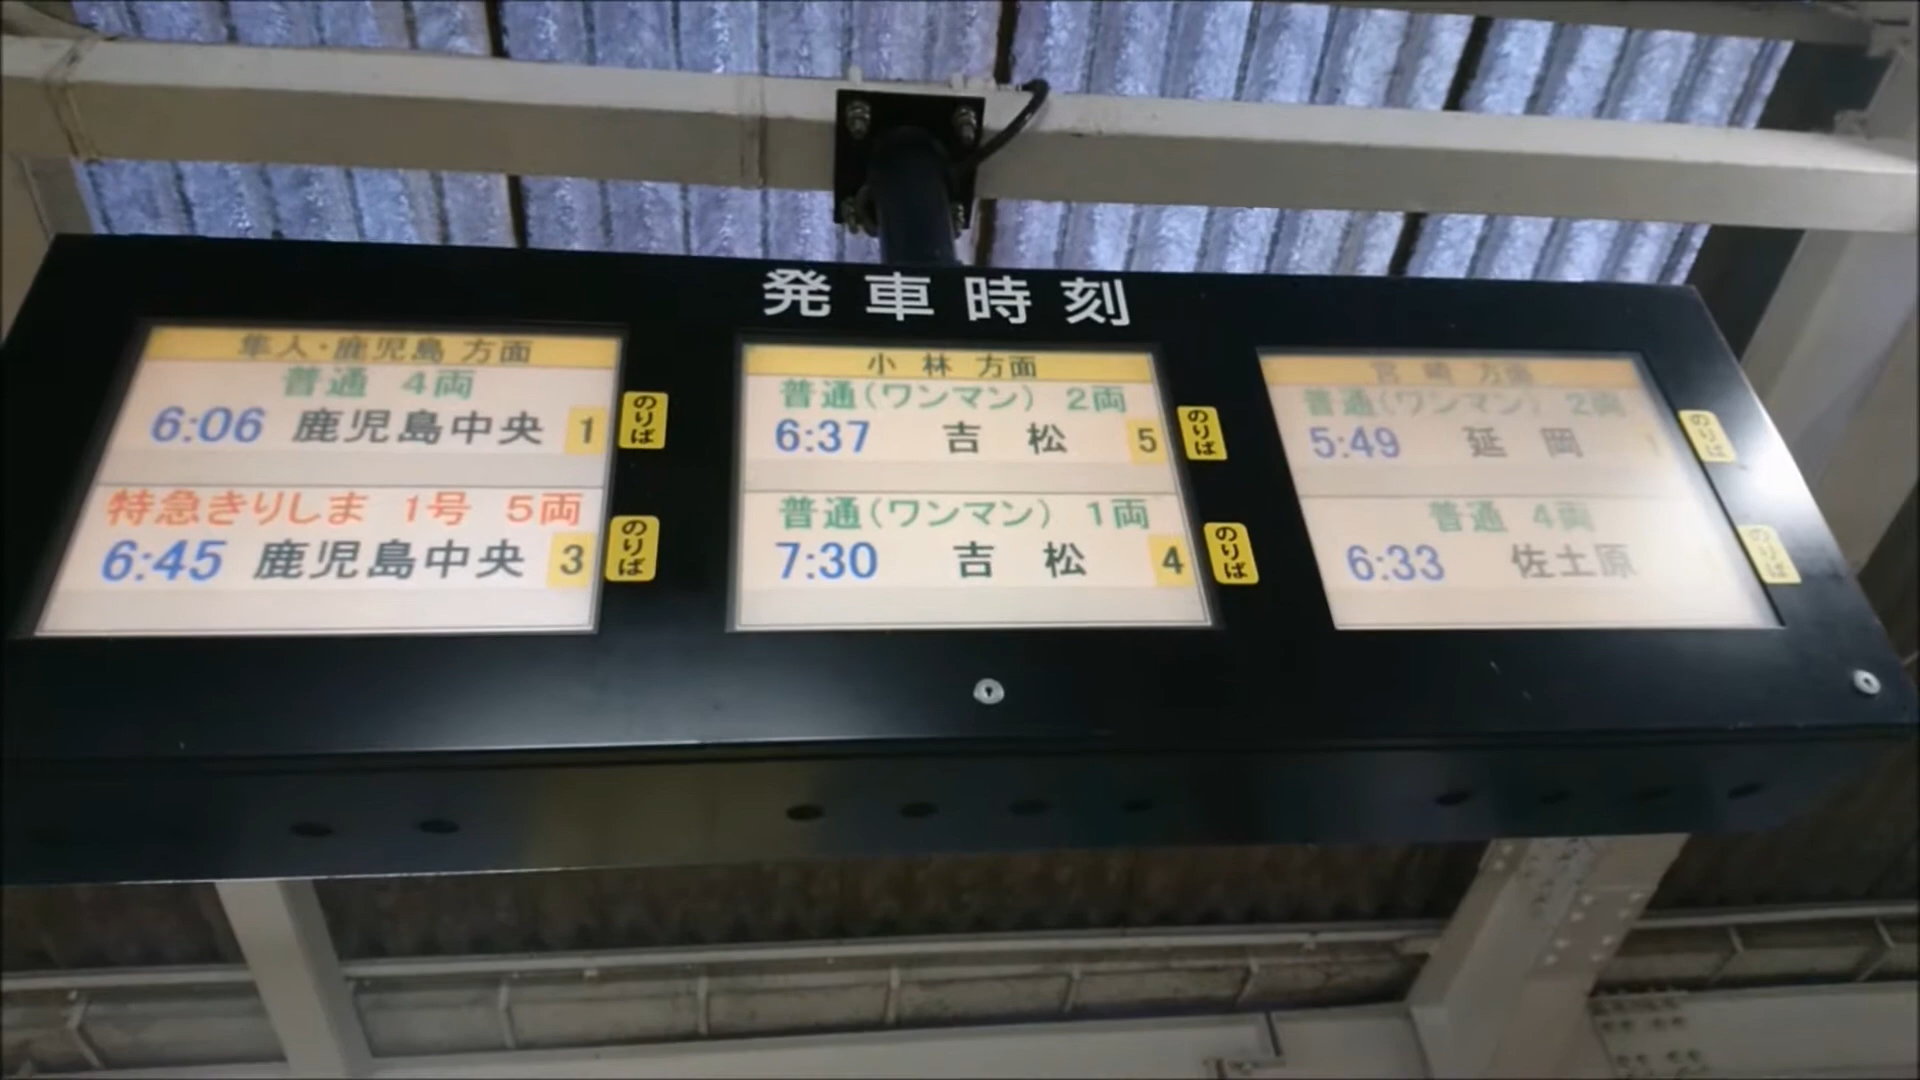 発車時刻
隼人・鹿児島 方面
普通 4両
6:06 鹿児島中央 1 のりば
特急きりしま 1号 5両
6:45 鹿児島中央 3 のりば
小林 方面
普通(ワンマン) 2両
6:37 吉松 5 のりば
普通(ワンマン) 1両
7:30 吉松 4 のりば
宮崎 方面
普通(ワンマン) 2両
5:49 延岡 のりば
普通 4両
6:33 佐土原 のりば